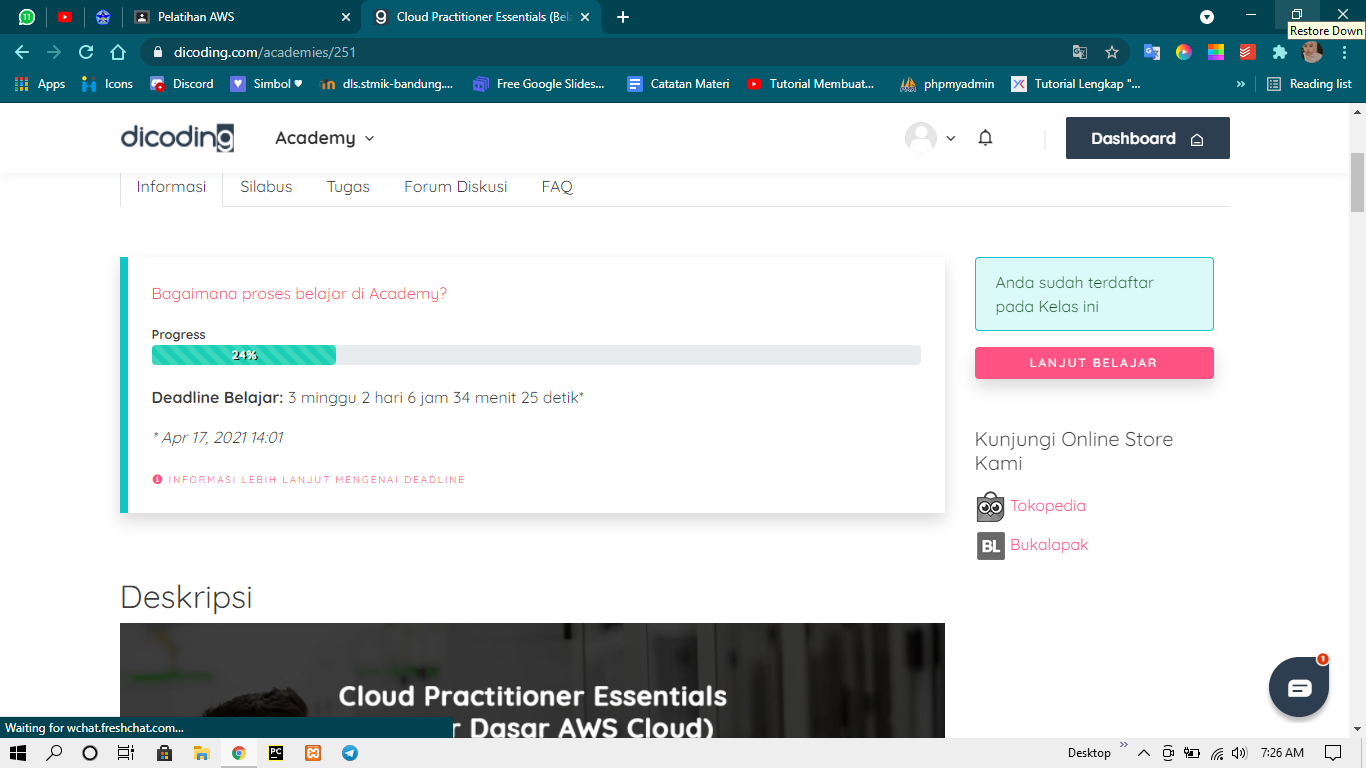 11
Pelatihan AWS
Cloud Practitioner Essentials (Bela
Restore Down
dicoding.com/academies/251
Apps
Icons
Discord
Simbol ♥
dls.stmik-bandung....
Free Google Slides...
Catatan Materi
Tutorial Membuat...
phpmyadmin
Tutorial Lengkap "...
»
Reading list
dicoding
Academy
Dashboard
Informasi
Silabus
Tugas
Forum Diskusi
FAQ
Bagaimana proses belajar di Academy?
Progress
24%
Deadline Belajar: 3 minggu 2 hari 6 jam 34 menit 25 detik*
* Apr 17, 2021 14:01
INFORMASI LEBIH LANJUT MENGENAI DEADLINE
Anda sudah terdaftar
pada Kelas ini
LANJUT BELAJAR
Kunjungi Online Store
Kami
Tokopedia
BL Bukalapak
Deskripsi
Cloud Practitioner Essentials
r Dasar AWS Cloud)
1
Waiting for wchat.freshchat.com...
PC
Desktop
»
7:26 AM